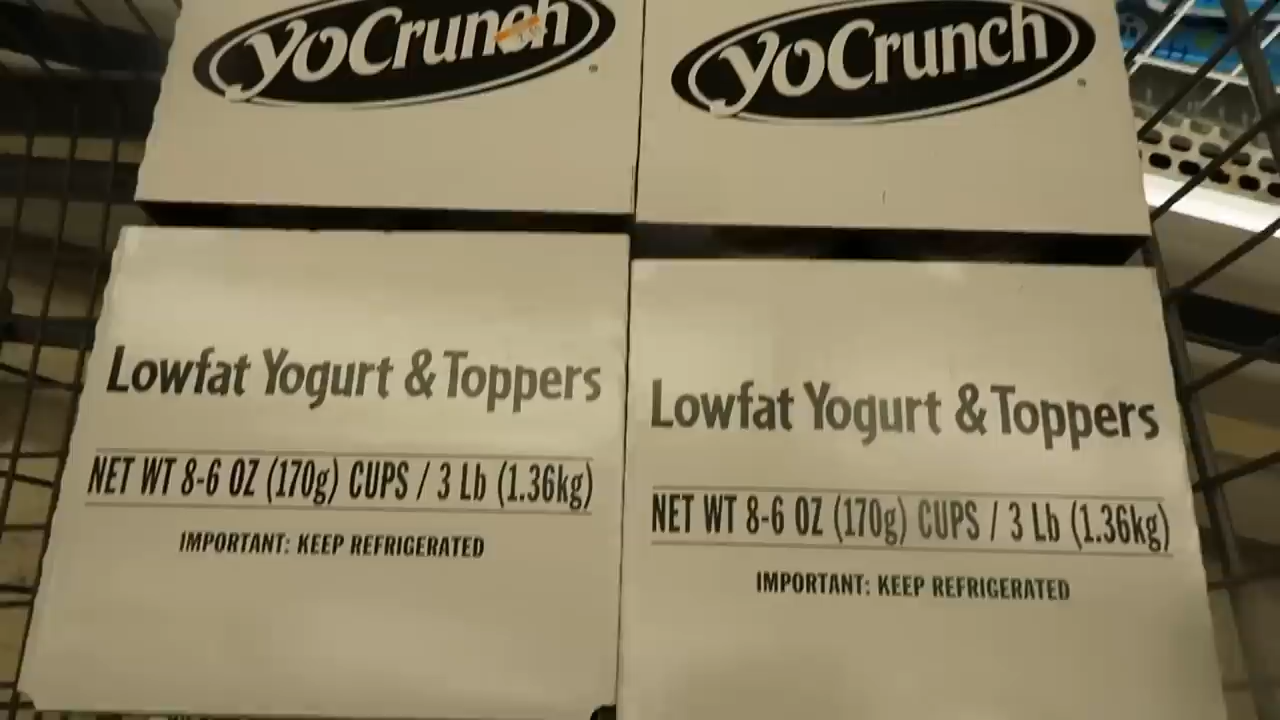 yoCrunch
yoCrunch
Lowfat Yogurt & Toppers
NET WT 8-6 OZ (170g) CUPS / 3 Lb (1.36kg)
IMPORTANT: KEEP REFRIGERATED
Lowfat Yogurt & Toppers
NET WT 8-6 OZ (170g) CUPS / 3 Lb (1.36kg)
IMPORTANT: KEEP REFRIGERATED